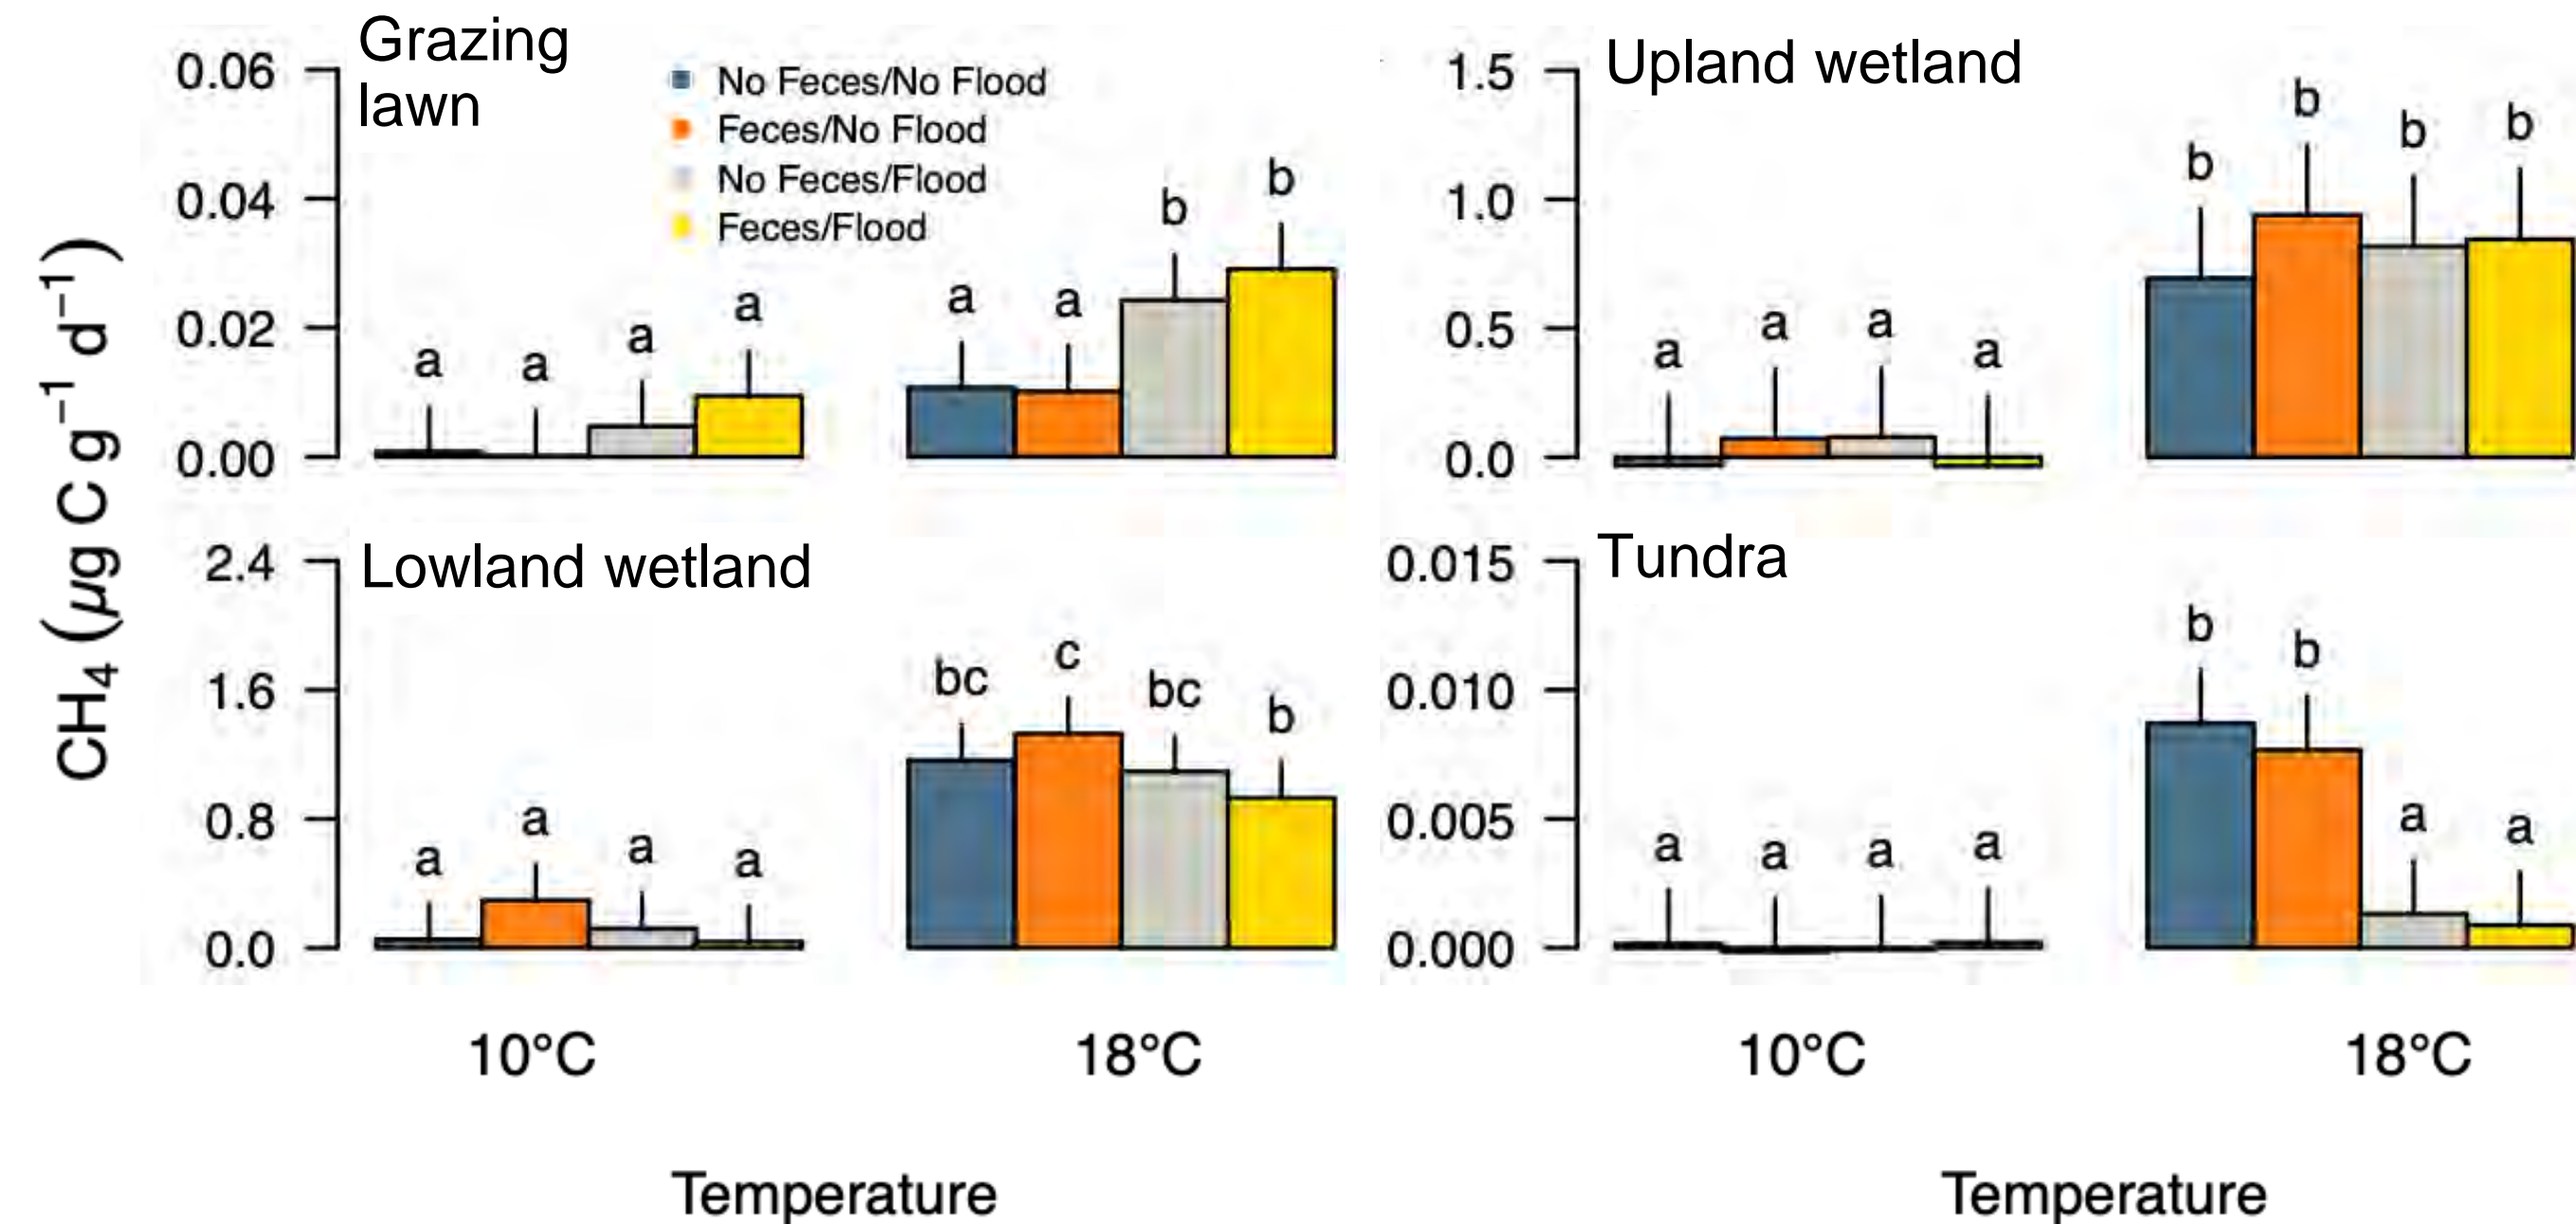 CH₄ (µg C g⁻¹ d⁻¹)
Grazing
lawn
0.06
0.04
0.02
0.00
No Feces/No Flood
Feces/No Flood
No Feces/Flood
Feces/Flood
a a a a a a b b
Upland wetland
1.5
1.0
0.5
0.0
a a a a b b b b
Lowland wetland
2.4
1.6
0.8
0.0
a a a a bc c bc b
Tundra
0.015
0.010
0.005
0.000
a a a a b b a a
10°C 18°C
10°C 18°C
Temperature
Temperature